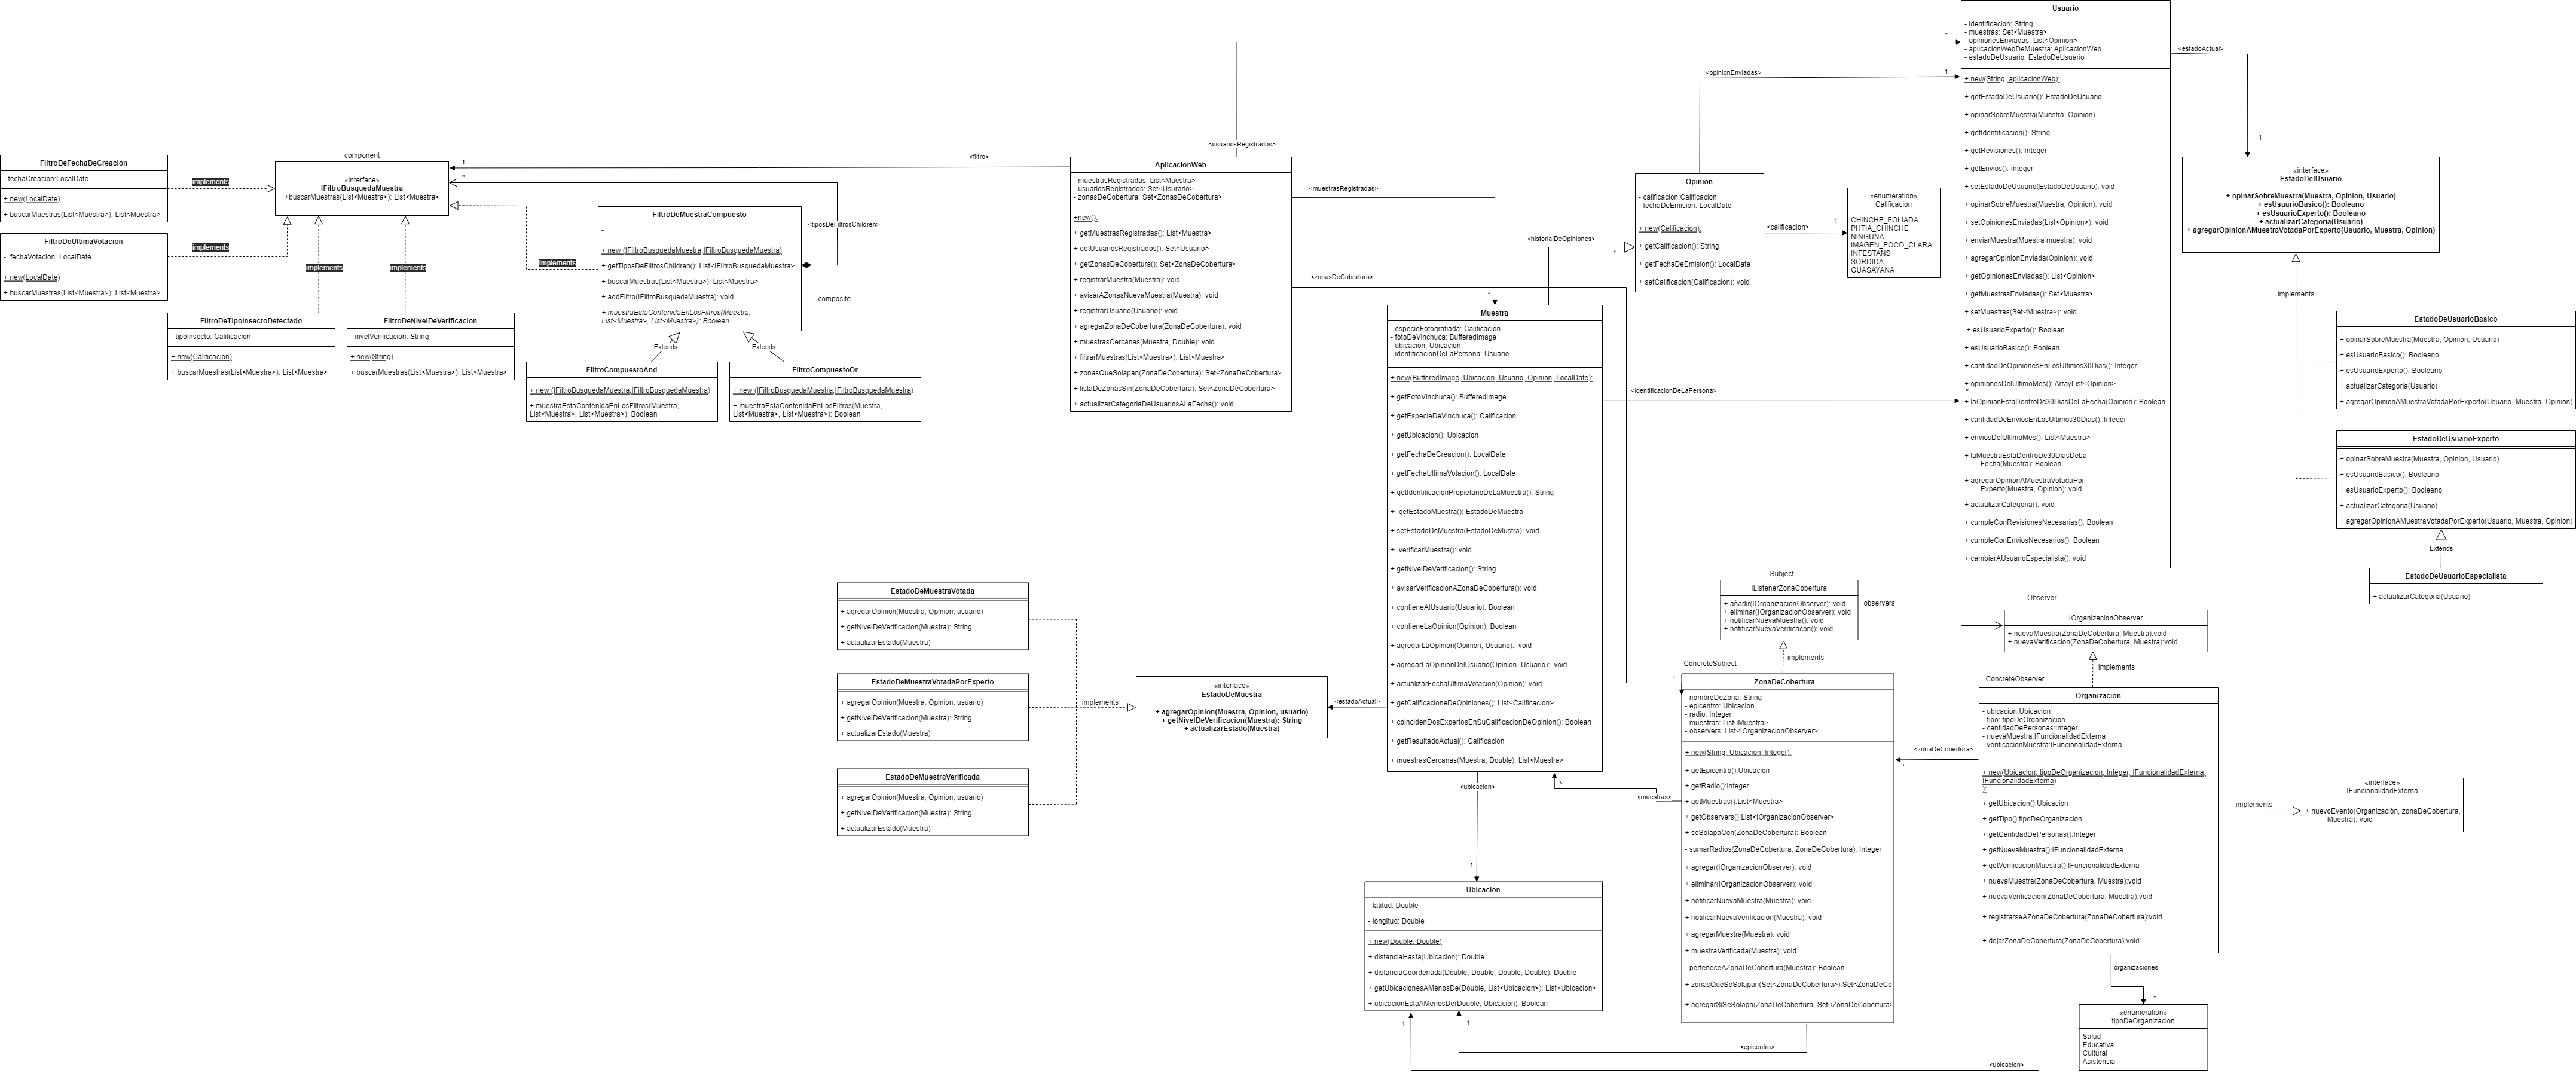 FiltroDeFechaDeCreacion
- fechaCreacion:LocalDate
+ new(LocalDate)
+ buscarMuestras(List<Muestra>): List<Muestra>
implements
FiltroDeUltimaVotacion
- fechaVotacion: LocalDate
+ new(LocalDate)
+ buscarMuestras(List<Muestra>): List<Muestra>
implements
component
«interface»
IFiltroBusquedaMuestra
+buscarMuestras(List<Muestra>): List<Muestra>
1
*
<filtro>
implements
implements
implements
FiltroDeTipoInsectoDetectado
- tipoInsecto: Calificacion
+ new(Calificacion)
+ buscarMuestras(List<Muestra>): List<Muestra>
FiltroDeNivelDeVerificacion
- nivelVerificacion: String
+ new(String)
+ buscarMuestras(List<Muestra>): List<Muestra>
FiltroDeMuestraCompuesto
-
+ new (IFiltroBusquedaMuestra,IFiltroBusquedaMuestra)
+ getTiposDeFiltrosChildren(): List<IFiltroBusquedaMuestra>
+ buscarMuestras(List<Muestra>): List<Muestra>
+ addFiltro(IFiltroBusquedaMuestra): void
+ muestraEstaContenidaEnLosFiltros(Muestra,
List<Muestra>, List<Muestra>): Boolean
<tiposDeFiltrosChildren>
composite
Extends
Extends
FiltroCompuestoAnd
+ new (IFiltroBusquedaMuestra,IFiltroBusquedaMuestra)
+ muestraEstaContenidaEnLosFiltros(Muestra,
List<Muestra>, List<Muestra>): Boolean
FiltroCompuestoOr
+ new (IFiltroBusquedaMuestra,IFiltroBusquedaMuestra)
+ muestraEstaContenidaEnLosFiltros(Muestra,
List<Muestra>, List<Muestra>): Boolean
<usuariosRegistrados>
*
AplicacionWeb
- muestrasRegistradas: List<Muestra>
- usuariosRegistrados: Set<Usurario>
- zonasDeCobertura: Set<ZonasDeCobertura>
+new();
+ getMuestrasRegistradas(): List<Muestra>
+ getUsuariosRegistrados(): Set<Usuario>
+ getZonasDeCobertura(): Set<ZonaDeCobertura>
+ registrarMuestra(Muestra): void
+ avisarAZonasNuevaMuestra(Muestra): void
+ registrarUsuario(Usuario): void
+ agregarZonaDeCobertura(ZonaDeCobertura): void
+ muestrasCercanas(Muestra, Double): void
+ filtrarMuestras(List<Muestra>): List<Muestra>
+ zonasQueSolapan(ZonaDeCobertura): Set<ZonaDeCobertura>
+ listaDeZonasSin(ZonaDeCobertura): Set<ZonaDeCobertura>
+ actualizarCategoriaDeUsuariosALaFecha(): void
<muestrasRegistradas>
*
<zonasDeCobertura>
*
<opinionEnviadas>
1
Opinion
- calificacion:Calificacion
- fechaDeEmision: LocalDate
+ new(Calificacion):
+ getCalificacion(): String
+ getFechaDeEmision(): LocalDate
+ setCalificacion(Calificacion): void
<calificacion>
1
«enumeration»
Calificacion
CHINCHE_FOLIADA
PHTIA_CHINCHE
NINGUNA
IMAGEN_POCO_CLARA
INFESTANS
SORDIDA
GUASAYANA
<historialDeOpiniones>
*
Muestra
- especieFotografiada: Calificacion
- fotoDeVinchuca: BufferedImage
- ubicacion: Ubicacion
- identificacionDeLaPersona: Usuario
+ new(BufferedImage, Ubicacion, Usuario, Opinion, LocalDate):
+ getFotoVinchuca(): BufferedImage
+ getEspecieDeVinchuca(): Calificacion
+ getUbicacion(): Ubicacion
+ getFechaDeCreacion(): LocalDate
+ getFechaUltimaVotacion(): LocalDate
+ getIdentificacionPropietarioDeLaMuestra(): String
+ getEstadoMuestra(): EstadoDeMuestra
+ setEstadoDeMuestra(EstadoDeMustra): void
+ verificarMuestra(): void
+ getNivelDeVerificacion(): String
+ avisarVerificacionAZonaDeCobertura(): void
+ contieneAlUsuario(Usuario): Boolean
+ contieneLaOpinion(Opinion): Boolean
+ agregarLaOpinion(Opinion, Usuario): void
+ agregarLaOpinionDelUsuario(Opinion, Usuario): void
+ actualizarFechaUltimaVotacion(Opinion): void
+ getCalificacioneDeOpiniones(): List<Calificacion>
+ coincidenDosExpertosEnSuCalificacionDeOpinion(): Boolean
+ getResultadoActual(): Calificacion
+ muestrasCercanas(Muestra, Double): List<Muestra>
<identificacionDeLaPersona>
*
Usuario
- identificacion: String
- muestras: Set<Muestra>
- opinionesEnviadas: List<Opinion>
- aplicacionWebDeMuestra: AplicacionWeb
- estadoDeUsuario: EstadoDeUsuario
+ new(String, aplicacionWeb):
+ getEstadoDeUsuario(): EstadoDeUsuario
+ opinarSobreMuestra(Muestra, Opinion)
+ getIdentificacion(): String
+ getRevisiones(): Integer
+ getEnvios(): Integer
+ setEstadoDeUsuario(EstadpDeUsuario): void
+ opinarSobreMuestra(Muestra, Opinion): void
+ setOpinionesEnviadas(List<Opinion>): void
+ enviarMuestra(Muestra muestra): void
+ agregarOpinionEnviada(Opinion): void
+ getOpinionesEnviadas(): List<Opinion>
+ getMuestrasEnviadas(): Set<Muestra>
+ setMuestras(Set<Muestra>): void
+ esUsuarioExperto(): Boolean
+ esUsuarioBasico(): Boolean
+ cantidadDeOpinionesEnLosUltimos30Dias(): Integer
+ opinionesDelUltimoMes(): ArrayList<Opinion>
+ laOpinionEstaDentroDe30DiasDeLaFecha(Opinion): Boolean
+ cantidadDeEnviosEnLosUltimos30Dias(): Integer
+ enviosDelUltimoMes(): List<Muestra>
+ laMuestraEstaDentroDe30DiasDeLa
Fecha(Muestra): Boolean
+ agregarOpinionAMuestraVotadaPor
Experto(Muestra, Opinion): void
+ actualizarCategoria(): void
+ cumpleConRevisionesNecesarias(): Boolean
+ cumpleConEnviosNecesarios(): Boolean
+ cambiarAUsuarioEspecialista(): void
<estadoActual>
1
«interface»
EstadoDelUsuario
+ opinarSobreMuestra(Muestra, Opinion, Usuario)
+ esUsuarioBasico(): Booleano
+ esUsuarioExperto(): Booleano
+ actualizarCategoria(Usuario)
+ agregarOpinionAMuestraVotadaPorExperto(Usuario, Muestra, Opinion)
implements
EstadoDeUsuarioBasico
+ opinarSobreMuestra(Muestra, Opinion, Usuario)
+ esUsuarioBasico(): Booleano
+ esUsuarioExperto(): Booleano
+ actualizarCategoria(Usuario)
+ agregarOpinionAMuestraVotadaPorExperto(Usuario, Muestra, Opinion)
EstadoDeUsuarioExperto
+ opinarSobreMuestra(Muestra, Opinion, Usuario)
+ esUsuarioBasico(): Booleano
+ esUsuarioExperto(): Booleano
+ actualizarCategoria(Usuario)
+ agregarOpinionAMuestraVotadaPorExperto(Usuario, Muestra, Opinion)
Extends
EstadoDeUsuarioEspecialista
+ actualizarCategoria(Usuario)
EstadoDeMuestraVotada
+ agregarOpinion(Muestra, Opinion, usuario)
+ getNivelDeVerificacion(Muestra): String
+ actualizarEstado(Muestra)
EstadoDeMuestraVotadaPorExperto
+ agregarOpinion(Muestra, Opinion, usuario)
+ getNivelDeVerificacion(Muestra): String
+ actualizarEstado(Muestra)
EstadoDeMuestraVerificada
+ agregarOpinion(Muestra, Opinion, usuario)
+ getNivelDeVerificacion(Muestra): String
+ actualizarEstado(Muestra)
implements
«interface»
EstadoDeMuestra
+ agregarOpinion(Muestra, Opinion, usuario)
+ getNivelDeVerificacion(Muestra): String
+ actualizarEstado(Muestra)
<estadoActual>
<ubicacion>
1
*
<muestras>
Subject
IListenerZonaCobertura
+ añadir(IOrganizacionObserver): void
+ eliminar(IOrganizacionObserver): void
+ notificarNuevaMuestra(): void
+ notificarNuevaVerificacon(): void
observers
Observer
IOrganizacionObserver
+ nuevaMuestra(ZonaDeCobertura, Muestra):void
+ nuevaVerificacion(ZonaDeCobertura, Muestra):void
implements
implements
ConcreteSubject
ZonaDeCobertura
- nombreDeZona: String
- epicentro: Ubicacion
- radio: Integer
- muestras: List<Muestra>
- observers: List<IOrganizacionObserver>
+ new(String, Ubicacion, Integer):
+ getEpicentro():Ubicacion
+ getRadio():Integer
+ getMuestras():List<Muestra>
+ getObservers():List<IOrganizacionObserver>
+ seSolapaCon(ZonaDeCobertura): Boolean
- sumarRadios(ZonaDeCobertura, ZonaDeCobertura): Integer
+ agregar(IOrganizacionObserver): void
+ eliminar(IOrganizacionObserver): void
+ notificarNuevaMuestra(Muestra): void
+ notificarNuevaVerificacion(Muestra): void
+ agregarMuestra(Muestra): void
+ muestraVerificada(Muestra): void
- perteneceAZonaDeCobertura(Muestra): Boolean
+ zonasQueSeSolapan(Set<ZonaDeCobertura>):Set<ZonaDeCo
+ agregarSiSeSolapa(ZonaDeCobertura, Set<ZonaDeCobertura>
<zonaDeCobertura>
*
ConcreteObserver
Organizacion
- ubicacion:Ubicacion
- tipo: tipoDeOrganizacion
- cantidadDePersonas:Integer
- nuevaMuestra:IFuncionalidadExterna
- verificacionMuestra:IFuncionalidadExterna
+ new(Ubicacion, tipoDeOrganizacion, Integer, IFuncionalidadExterna,
IFuncionalidadExterna)
):
+ getUbicacion():Ubicacion
+ getTipo():tipoDeOrganizacion
+ getCantidadDePersonas():Integer
+ getNuevaMuestra():IFuncionalidadExterna
+ getVerificacionMuestra():IFuncionalidadExterna
+ nuevaMuestra(ZonaDeCobertura, Muestra):void
+ nuevaVerificacion(ZonaDeCobertura, Muestra):void
+ registrarseAZonaDeCobertura(ZonaDeCobertura):void
+ dejarZonaDeCobertura(ZonaDeCobertura):void
implements
«interface»
IFuncionalidadExterna
+ nuevoEvento(Organizaciòn, zonaDeCobertura,
Muestra): void
Ubicacion
- latitud: Double
- longitud: Double
+ new(Double, Double)
+ distanciaHasta(Ubicacion): Double
+ distanciaCoordenada(Double, Double, Double, Double): Double
+ getUbicacionesAMenosDe(Double, List<Ubicacion>): List<Ubicacion>
+ ubicacionEstaAMenosDe(Double, Ubicacion): Boolean
1
1
<epicentro>
<ubicacion>
organizaciones
*
«enumeration»
tipoDeOrganizacion
Salud
Educativa
Cultural
Asistencia